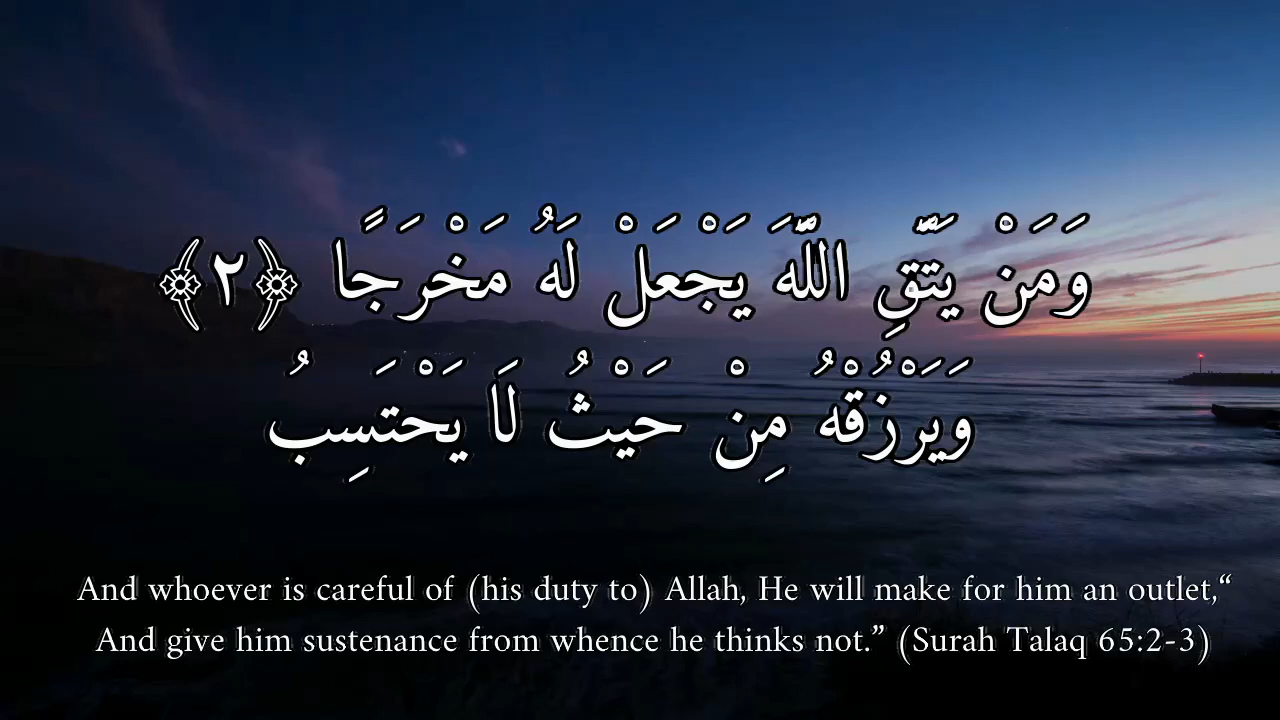 وَمَنْ يَتَّقِ اللَّهَ يَجْعَلْ لَهُ مَخْرَجًا ﴿٢﴾
وَيَرْزُقْهُ مِنْ حَيْثُ لَا يَحْتَسِبُ
And whoever is careful of (his duty to) Allah, He will make for him an outlet,“
And give him sustenance from whence he thinks not.” (Surah Talaq 65:2-3)